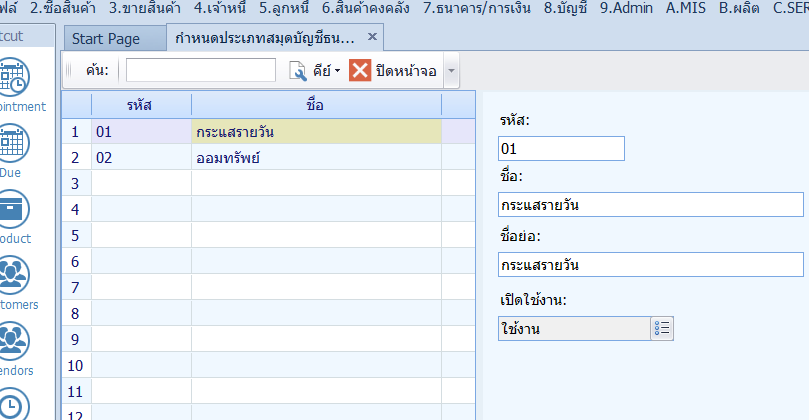 ฟล์ 2.ซื้อสินค้า 3.ขายสินค้า 4.เจ้าหนี้ 5.ลูกหนี้ 6.สินค้าคงคลัง 7.ธนาคาร/การเงิน 8.บัญชี 9.Admin A.MIS B.ผลิต C.SER
tcut
Start Page
กำหนดประเภทสมุดบัญชีธน...
ค้น:
คีย์
ปิดหน้าจอ
รหัส ชื่อ
1 01 กระแสรายวัน
2 02 ออมทรัพย์
3
4
5
6
7
8
9
10
11
12
ointment
Due
oduct
tomers
endors
รหัส:
01
ชื่อ:
กระแสรายวัน
ชื่อย่อ:
กระแสรายวัน
เปิดใช้งาน:
ใช้งาน